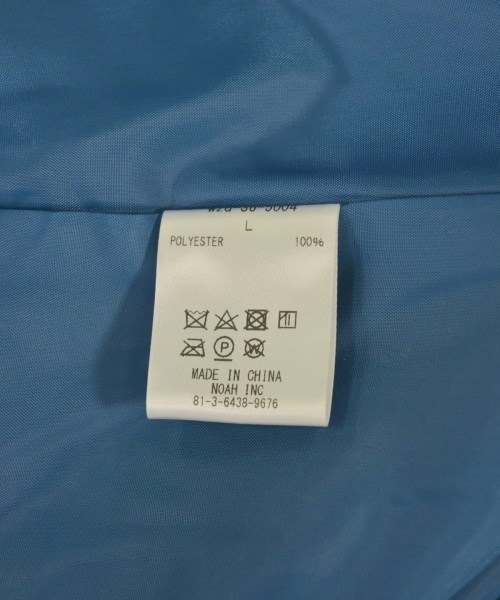 L
POLYESTER 100%
P
W
MADE IN CHINA
NOAH INC
81-3-6438-9676